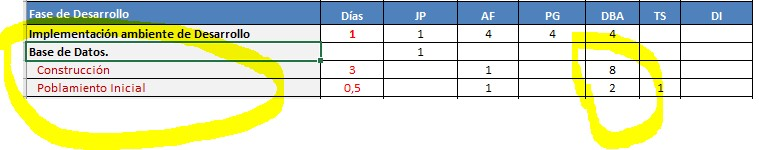 Fase de Desarrollo Días JP AF PG DBA TS DI
Implementación ambiente de Desarrollo 1 1 4 4 4
Base de Datos. 1
Construcción 3 1 8
Poblamiento Inicial 0,5 1 2 1